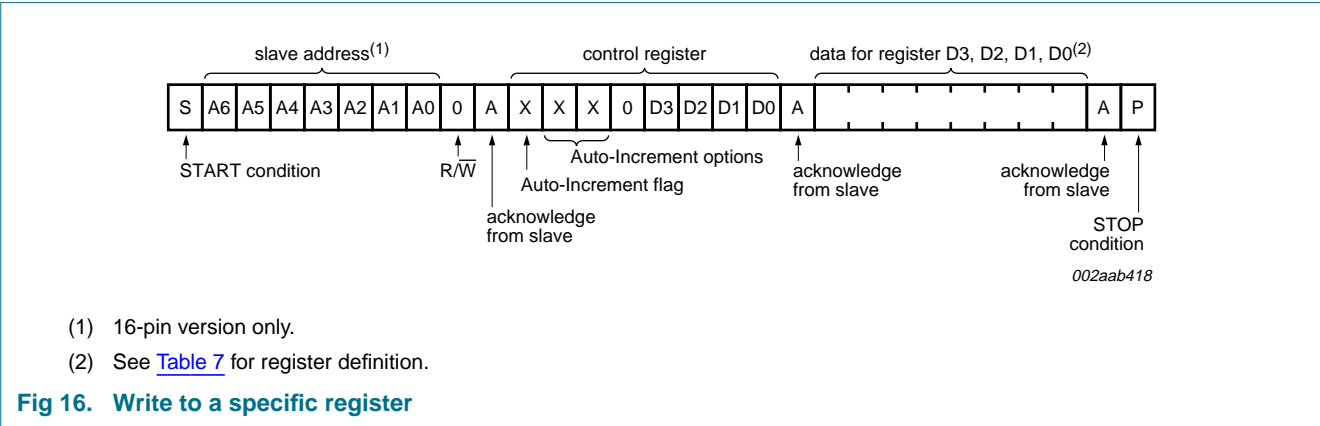 slave address(1) control register data for register D3, D2, D1, D0(2)
S A6 A5 A4 A3 A2 A1 A0 0 A X X X 0 D3 D2 D1 D0 A A P
START condition R/W̅ Auto-Increment options acknowledge acknowledge
Auto-Increment flag from slave from slave
acknowledge
from slave
STOP
condition
002aab418
(1) 16-pin version only.
(2) See Table 7 for register definition.
Fig 16. Write to a specific register